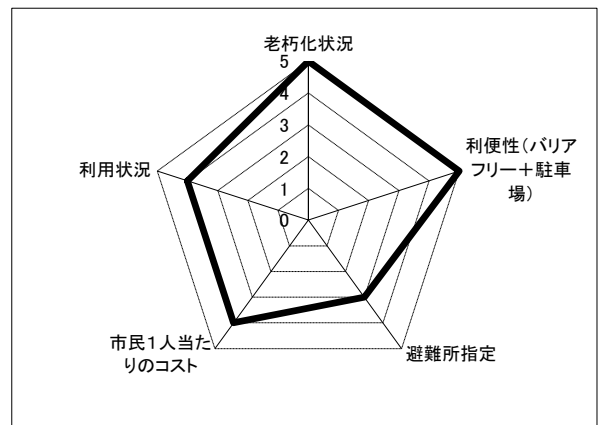 老朽化状況
5
4
3
2
1
0
利便性(バリア
フリー+駐車
場)
利用状況
市民1人当た
りのコスト
避難所指定